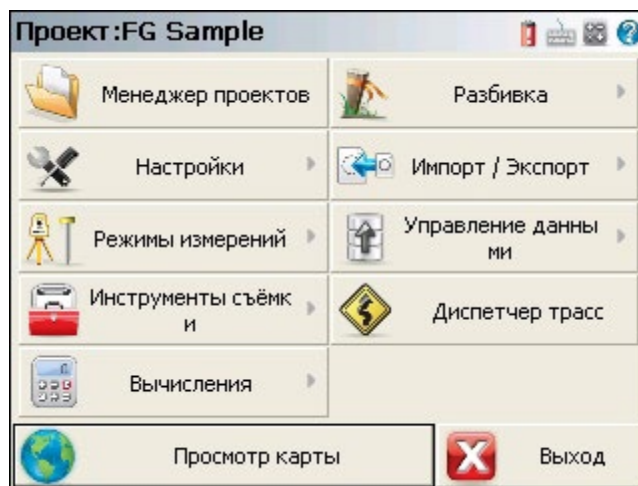 Проект:FG Sample
Менеджер проектов
Разбивка
Настройки
Импорт / Экспорт
Режимы измерений
Управление данны
ми
Инструменты съёмк
и
Диспетчер трасс
Вычисления
Просмотр карты
Выход